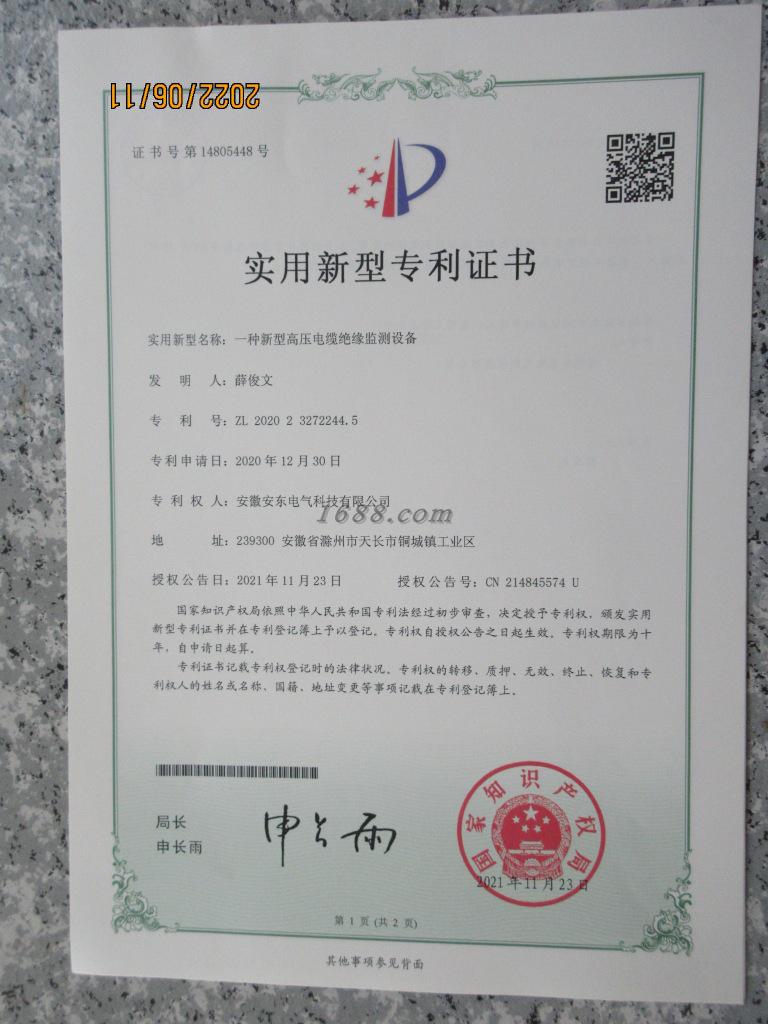 2022/06/11
证书号第14805448号
实用新型专利证书
实用新型名称：一种新型高压电缆绝缘监测设备
发明人：薛俊文
专利号：ZL 2020 2 3272244.5
专利申请日：2020年12月30日
专利权人：安徽安东电气科技有限公司
1688.com
地址：239300 安徽省滁州市天长市铜城镇工业区
授权公告日：2021年11月23日 授权公告号：CN 214845574 U
国家知识产权局依照中华人民共和国专利法经过初步审查，决定授予专利权，颁发实用
新型专利证书并在专利登记簿上予以登记。专利权自授权公告之日起生效。专利权期限为十
年，自申请日起算。
专利证书记载专利权登记时的法律状况。专利权的转移、质押、无效、终止、恢复和专
利权人的姓名或名称、国籍、地址变更等事项记载在专利登记簿上。
局长
申长雨
申长雨
国家知识产权局
2021年11月23日
第 1 页 (共 2 页)
其他事项参见背面